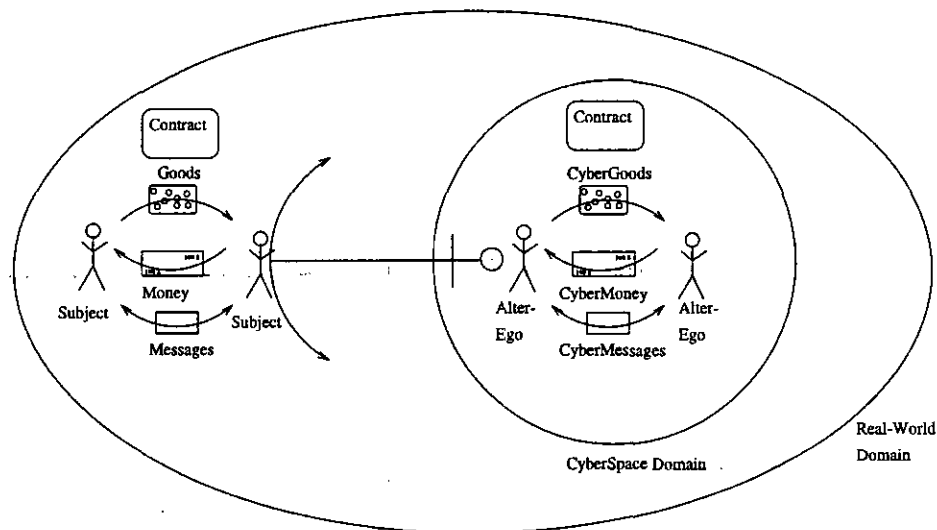 Contract
Goods
Money
Subject
Subject
Messages
Contract
CyberGoods
CyberMoney
Alter-
Ego
Alter-
Ego
CyberMessages
CyberSpace Domain
Real-World
Domain